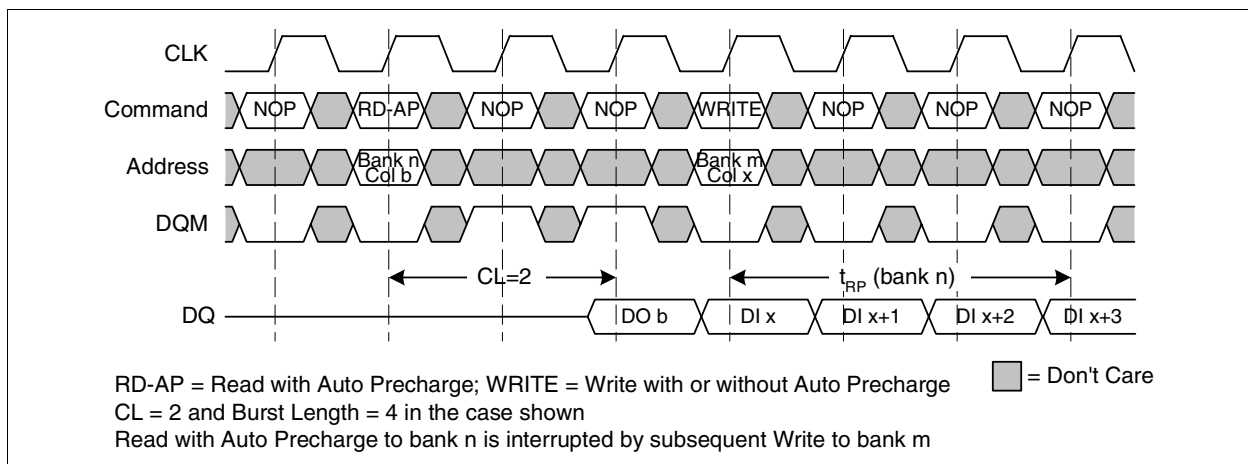 CLK
Command NOP RD-AP NOP NOP WRITE NOP NOP NOP
Address Bank n Col b Bank m Col x
DQM
CL=2 tRP (bank n)
DQ DO b DI x DI x+1 DI x+2 DI x+3
RD-AP = Read with Auto Precharge; WRITE = Write with or without Auto Precharge
= Don't Care
CL = 2 and Burst Length = 4 in the case shown
Read with Auto Precharge to bank n is interrupted by subsequent Write to bank m